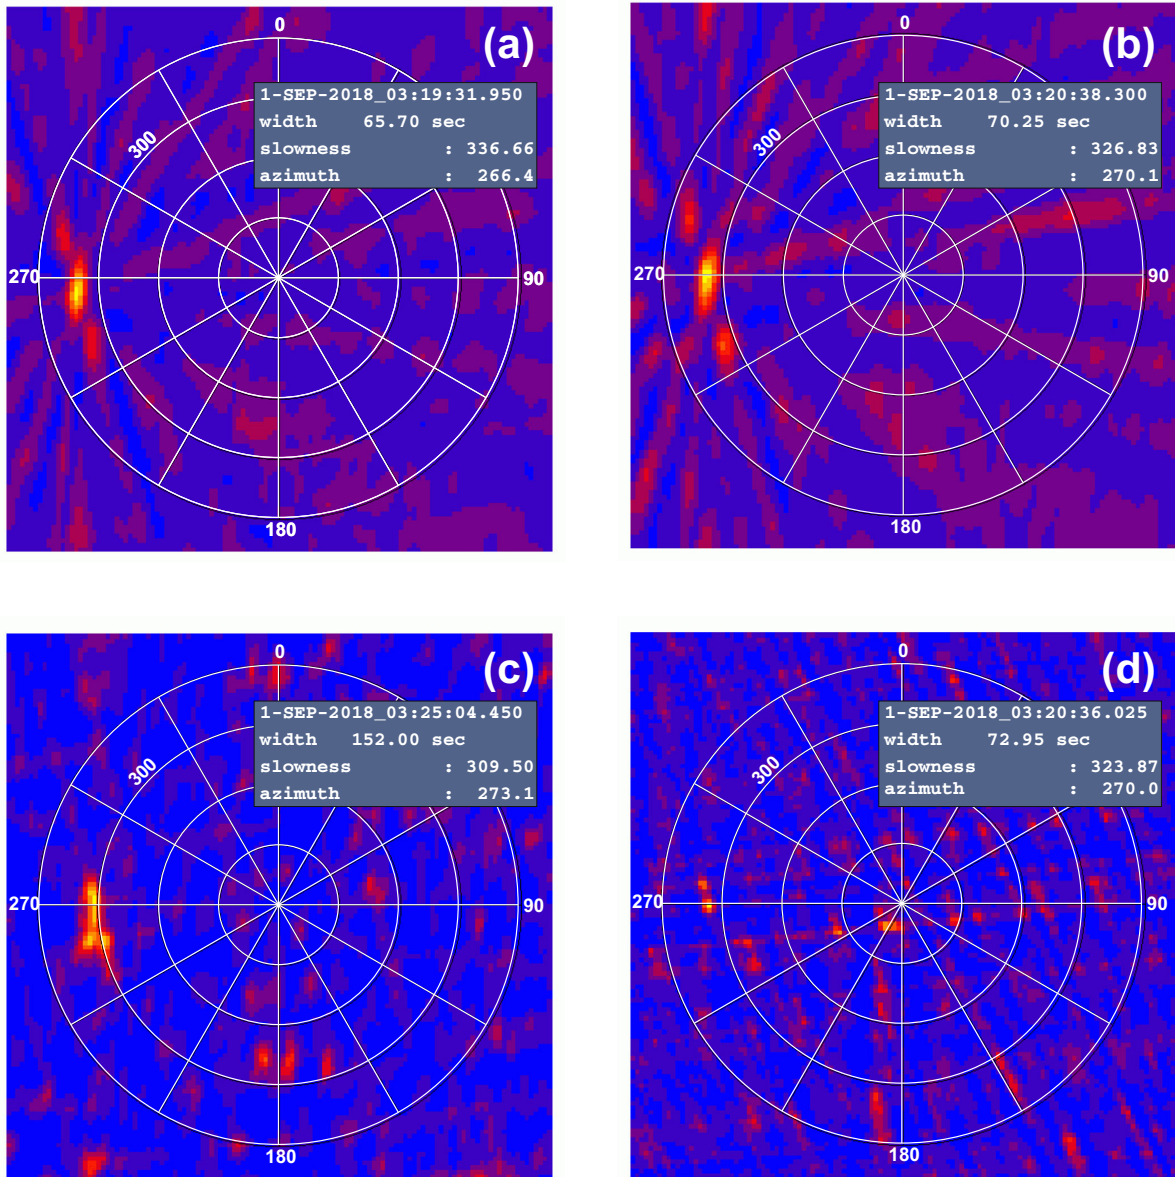 0
(a)
1-SEP-2018_03:19:31.950
width 65.70 sec
slowness : 336.66
azimuth : 266.4
300
270
90
180
0
(b)
1-SEP-2018_03:20:38.300
width 70.25 sec
slowness : 326.83
azimuth : 270.1
300
270
90
180
0
(c)
1-SEP-2018_03:25:04.450
width 152.00 sec
slowness : 309.50
azimuth : 273.1
300
270
90
180
0
(d)
1-SEP-2018_03:20:36.025
width 72.95 sec
slowness : 323.87
azimuth : 270.0
300
270
90
180